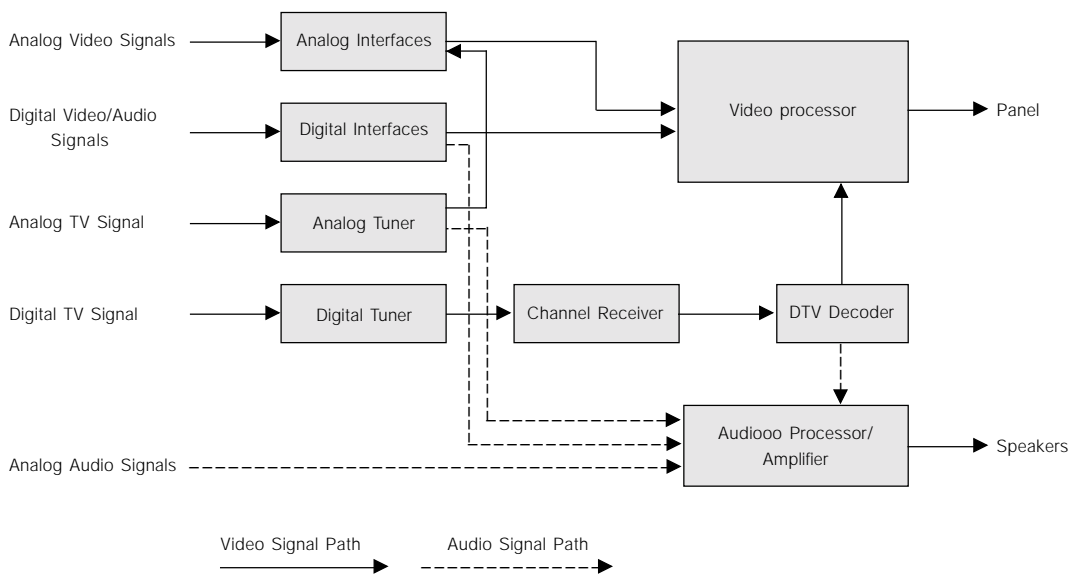 Analog Video Signals
Analog Interfaces
Digital Video/Audio
Signals
Digital Interfaces
Video processor
Panel
Analog TV Signal
Analog Tuner
Digital TV Signal
Digital Tuner
Channel Receiver
DTV Decoder
Audiooo Processor/
Amplifier
Speakers
Analog Audio Signals
Video Signal Path
Audio Signal Path